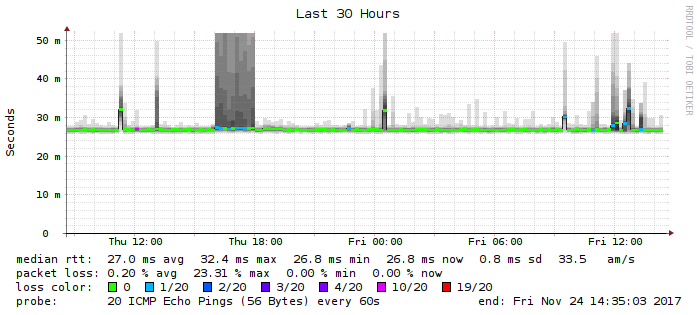 Last 30 Hours
RRDTOOL / TOBI OETIKER
Seconds
50 m
40 m
30 m
20 m
10 m
0
Thu 12:00 Thu 18:00 Fri 00:00 Fri 06:00 Fri 12:00
median rtt: 27.0 ms avg 32.4 ms max 26.8 ms min 26.8 ms now 0.8 ms sd 33.5 am/s
packet loss: 0.20 % avg 23.31 % max 0.00 % min 0.00 % now
loss color: 0 1/20 2/20 3/20 4/20 10/20 19/20
probe: 20 ICMP Echo Pings (56 Bytes) every 60s end: Fri Nov 24 14:35:03 2017